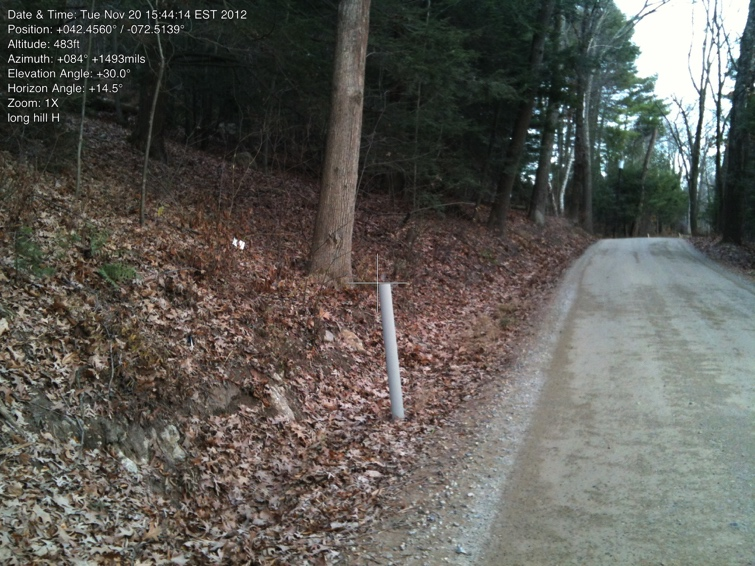 Date & Time: Tue Nov 20 15:44:14 EST 2012
Position: +042.4560° / -072.5139°
Altitude: 483ft
Azimuth: +084° +1493mils
Elevation Angle: +30.0°
Horizon Angle: +14.5°
Zoom: 1X
long hill H